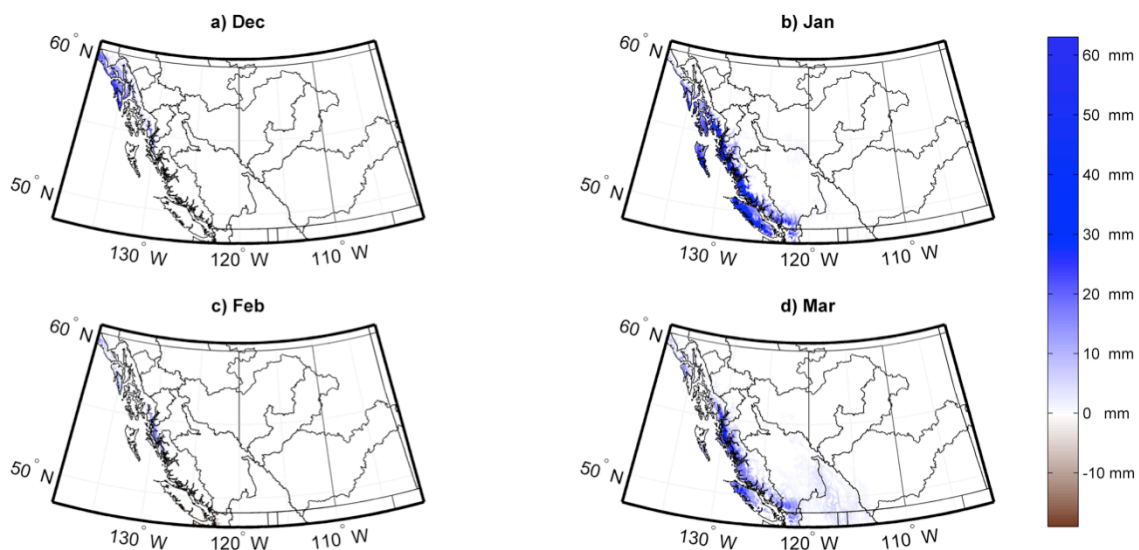 a) Dec
60° N
50° N
130° W
120° W
110° W
b) Jan
60° N
50° N
130° W
120° W
110° W
c) Feb
60° N
50° N
130° W
120° W
110° W
d) Mar
60° N
50° N
130° W
120° W
110° W
60 mm
50 mm
40 mm
30 mm
20 mm
10 mm
0 mm
-10 mm